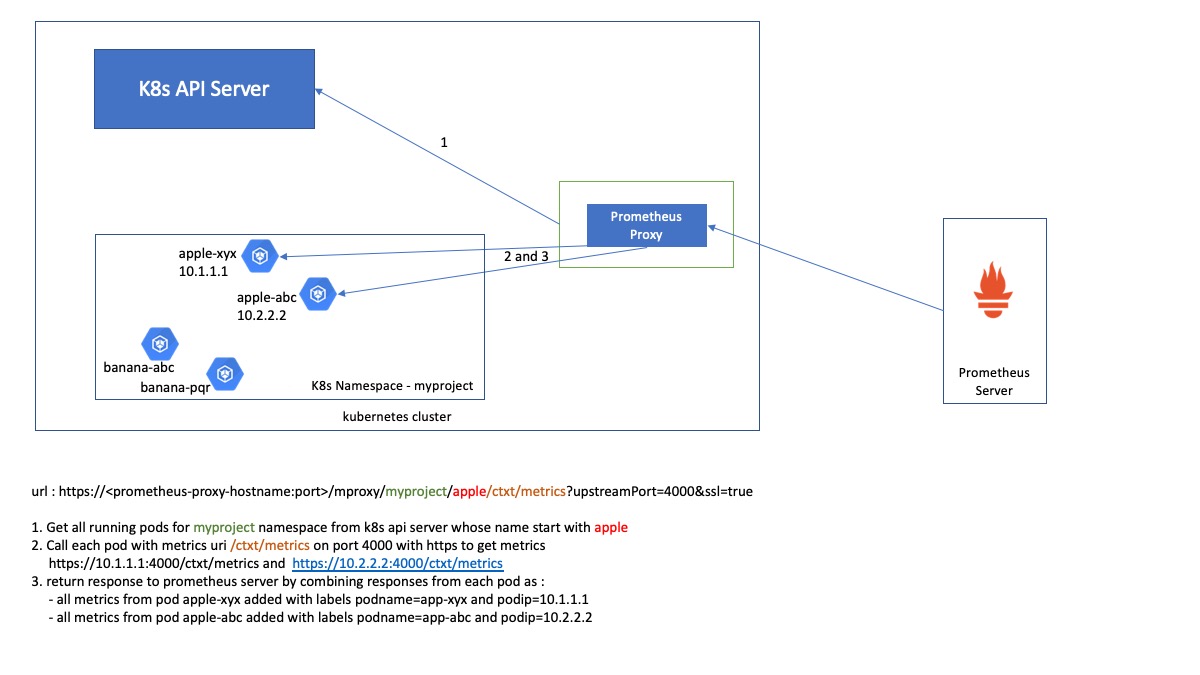 K8s API Server
1
Prometheus
Proxy
apple-xyx
10.1.1.1
2 and 3
apple-abc
10.2.2.2
banana-abc
banana-pqr
K8s Namespace - myproject
kubernetes cluster
Prometheus
Server
url : https://<prometheus-proxy-hostname:port>/mproxy/myproject/apple/ctxt/metrics?upstreamPort=4000&ssl=true
1. Get all running pods for myproject namespace from k8s api server whose name start with apple
2. Call each pod with metrics uri /ctxt/metrics on port 4000 with https to get metrics
https://10.1.1.1:4000/ctxt/metrics and https://10.2.2.2:4000/ctxt/metrics
3. return response to prometheus server by combining responses from each pod as :
- all metrics from pod apple-xyx added with labels podname=app-xyx and podip=10.1.1.1
- all metrics from pod apple-abc added with labels podname=app-abc and podip=10.2.2.2